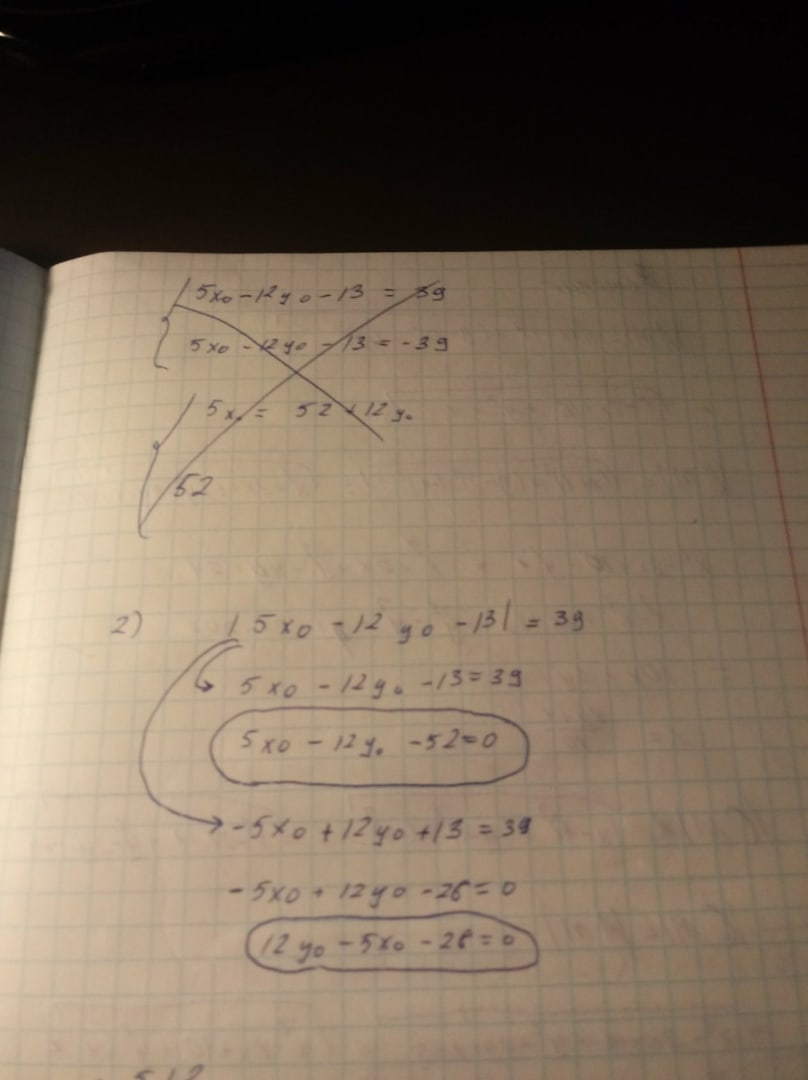 5x₀ - 12y₀ - 13 = 39
5x₀ - 12y₀ - 13 = -39
5x₀ = 52 + 12y₀
52
2) |5x₀ - 12y₀ - 13| = 39
5x₀ - 12y₀ - 13 = 39
5x₀ - 12y₀ - 52 = 0
-5x₀ + 12y₀ + 13 = 39
-5x₀ + 12y₀ - 26 = 0
12y₀ - 5x₀ - 26 = 0